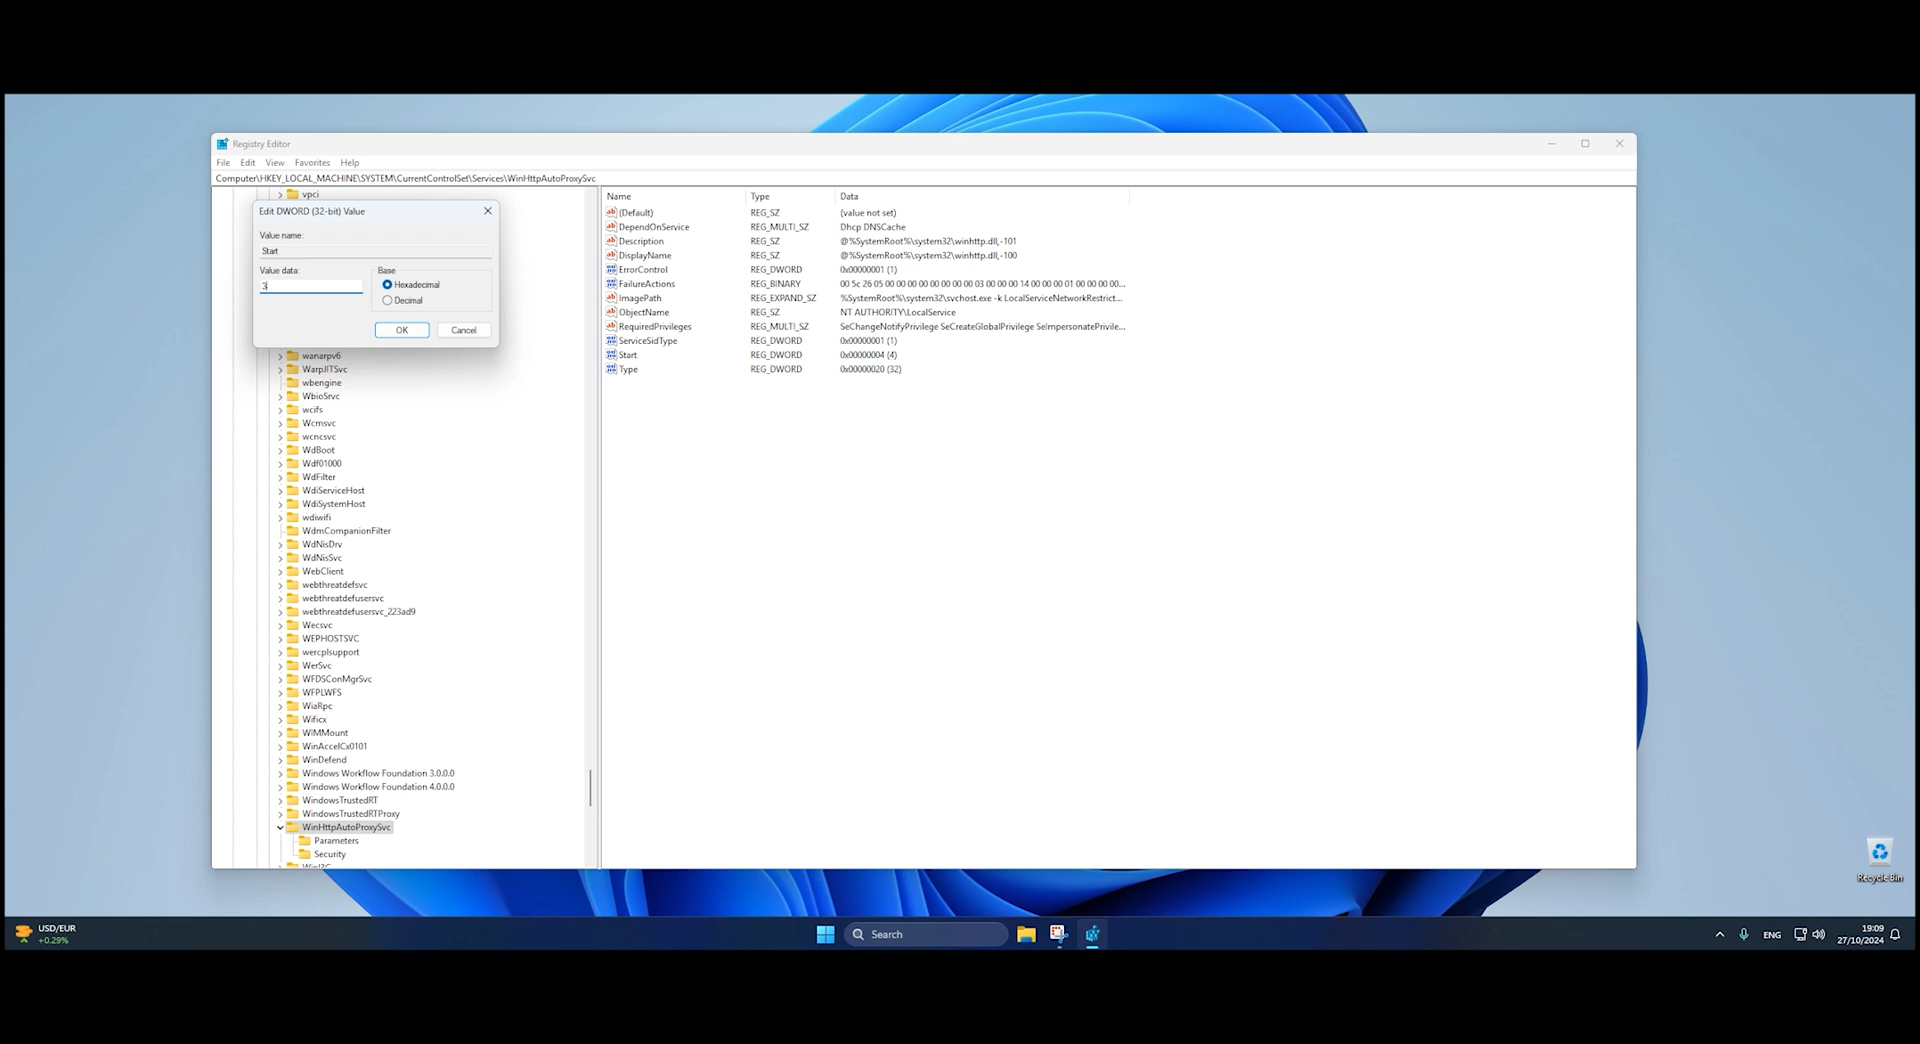 Registry Editor
File Edit View Favorites Help
Computer\HKEY_LOCAL_MACHINE\SYSTEM\CurrentControlSet\Services\WinHttpAutoProxySvc
vpci
Edit DWORD (32-bit) Value
Value name:
Start
Value data:
3
Base
Hexadecimal
Decimal
OK Cancel
wanarpv6
WarpJITSvc
wbengine
WbioSrvc
wcifs
Wcmsvc
wcncsvc
WdBoot
Wdf01000
WdFilter
WdiServiceHost
WdiSystemHost
wdiwifi
WdmCompanionFilter
WdNisDrv
WdNisSvc
WebClient
webthreatdefsvc
webthreatdefusersvc
webthreatdefusersvc_223ad9
Wecsvc
WEPHOSTSVC
wercplsupport
WerSvc
WFDSConMgrSvc
WFPLWFS
WiaRpc
Wificx
WIMMount
WinAccelCx0101
WinDefend
Windows Workflow Foundation 3.0.0.0
Windows Workflow Foundation 4.0.0.0
WindowsTrustedRT
WindowsTrustedRTProxy
WinHttpAutoProxySvc
Parameters
Security
Name Type Data
(Default) REG_SZ (value not set)
DependOnService REG_MULTI_SZ Dhcp DNSCache
Description REG_SZ @%SystemRoot%\system32\winhttp.dll,-101
DisplayName REG_SZ @%SystemRoot%\system32\winhttp.dll,-100
ErrorControl REG_DWORD 0x00000001 (1)
FailureActions REG_BINARY 00 5c 26 05 00 00 00 00 00 00 00 00 03 00 00 00 14 00 00 00 01 00 00 00 00...
ImagePath REG_EXPAND_SZ %SystemRoot%\system32\svchost.exe -k LocalServiceNetworkRestrict...
ObjectName REG_SZ NT AUTHORITY\LocalService
RequiredPrivileges REG_MULTI_SZ SeChangeNotifyPrivilege SeCreateGlobalPrivilege SeImpersonatePrivile...
ServiceSidType REG_DWORD 0x00000001 (1)
Start REG_DWORD 0x00000004 (4)
Type REG_DWORD 0x00000020 (32)
Recycle Bin
USD/EUR
+0.29%
Search
ENG
19:09
27/10/2024